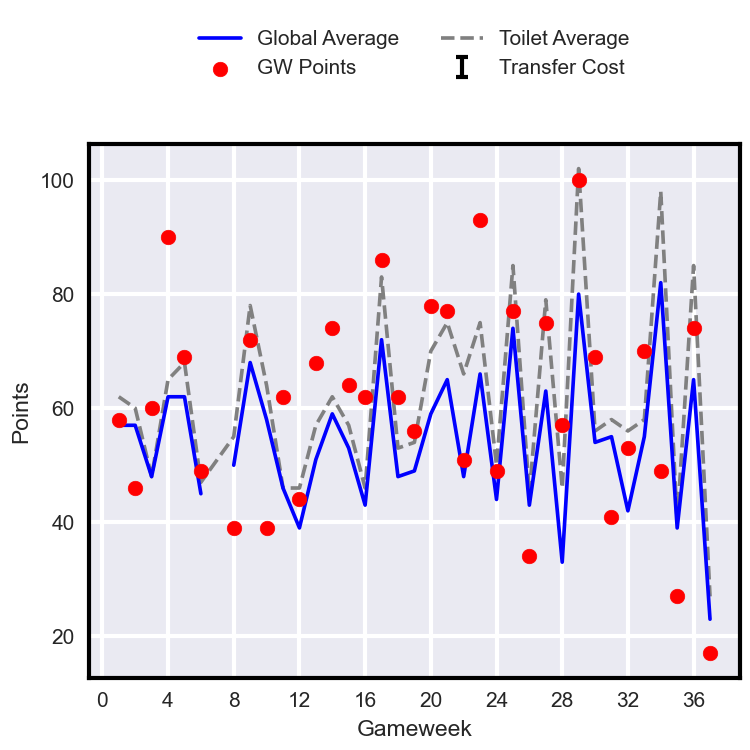 Global Average
Toilet Average
GW Points
Transfer Cost
100
80
60
40
20
Points
0 4 8 12 16 20 24 28 32 36
Gameweek